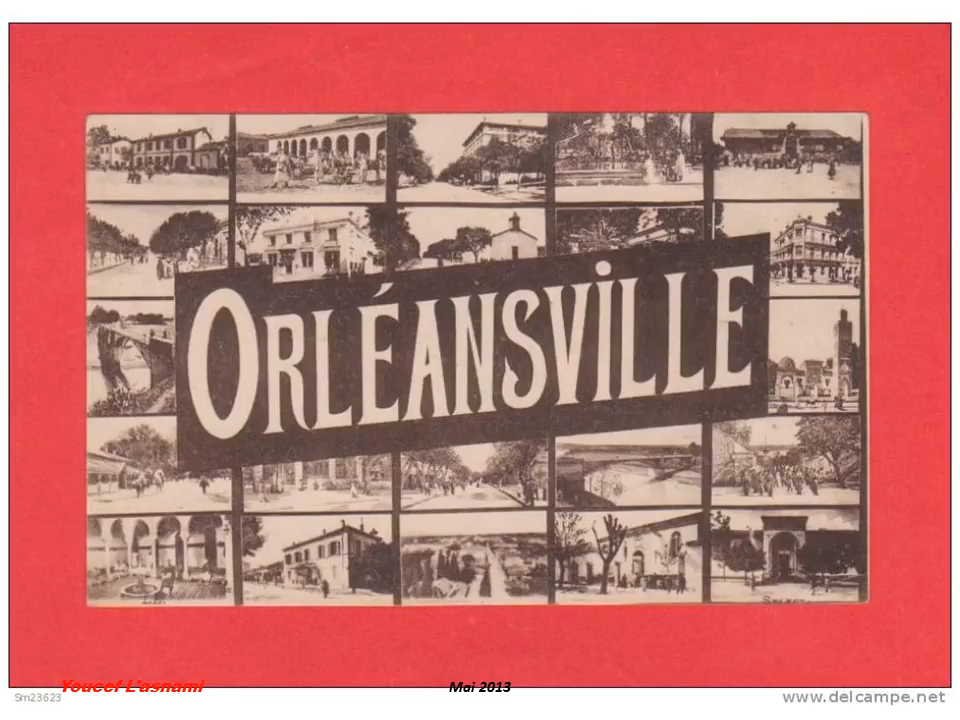 ORLÉANSVILLE
Youcef L'asnami
Mai 2013
Sm23623
www.delcampe.net